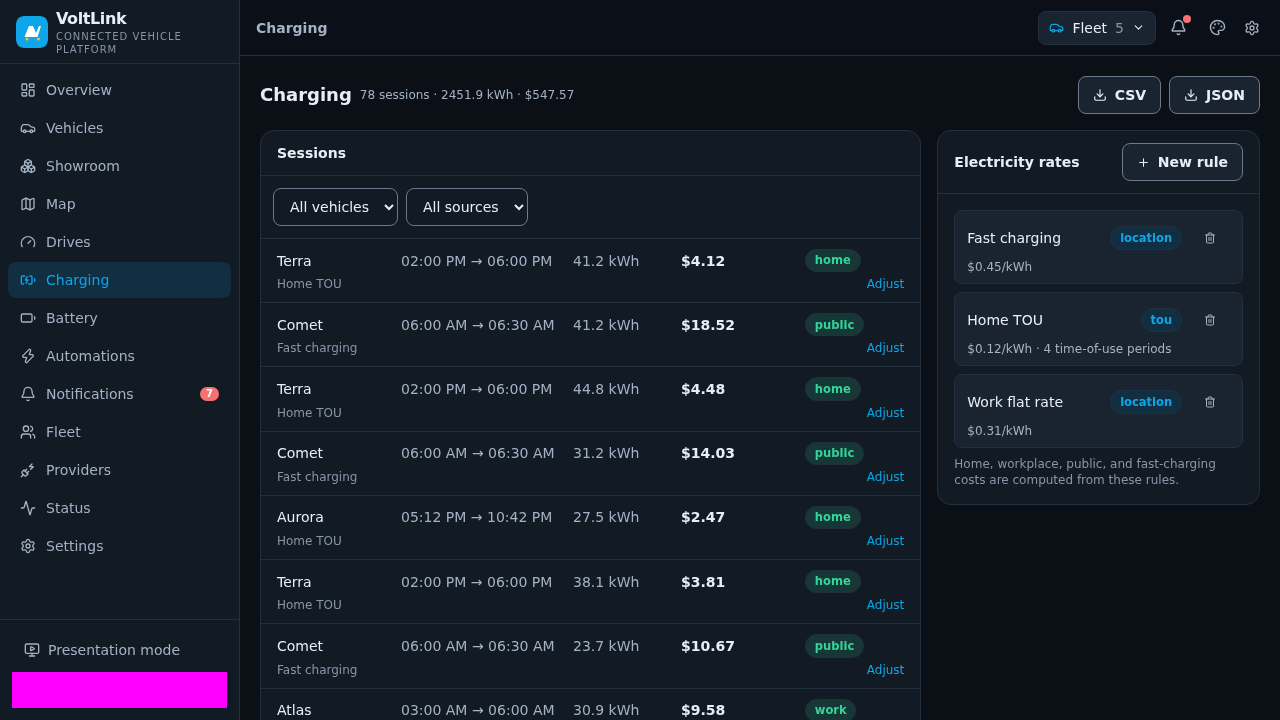 VoltLink
CONNECTED VEHICLE
PLATFORM
Overview
Vehicles
Showroom
Map
Drives
Charging
Battery
Automations
Notifications 7
Fleet
Providers
Status
Settings
Presentation mode
Charging
Fleet 5
Charging 78 sessions · 2451.9 kWh · $547.57
CSV
JSON
Sessions
All vehicles All sources
Terra 02:00 PM → 06:00 PM 41.2 kWh $4.12 home
Home TOU Adjust
Comet 06:00 AM → 06:30 AM 41.2 kWh $18.52 public
Fast charging Adjust
Terra 02:00 PM → 06:00 PM 44.8 kWh $4.48 home
Home TOU Adjust
Comet 06:00 AM → 06:30 AM 31.2 kWh $14.03 public
Fast charging Adjust
Aurora 05:12 PM → 10:42 PM 27.5 kWh $2.47 home
Home TOU Adjust
Terra 02:00 PM → 06:00 PM 38.1 kWh $3.81 home
Home TOU Adjust
Comet 06:00 AM → 06:30 AM 23.7 kWh $10.67 public
Fast charging Adjust
Atlas 03:00 AM → 06:00 AM 30.9 kWh $9.58 work
Electricity rates
New rule
Fast charging location
$0.45/kWh
Home TOU tou
$0.12/kWh · 4 time-of-use periods
Work flat rate location
$0.31/kWh
Home, workplace, public, and fast-charging
costs are computed from these rules.